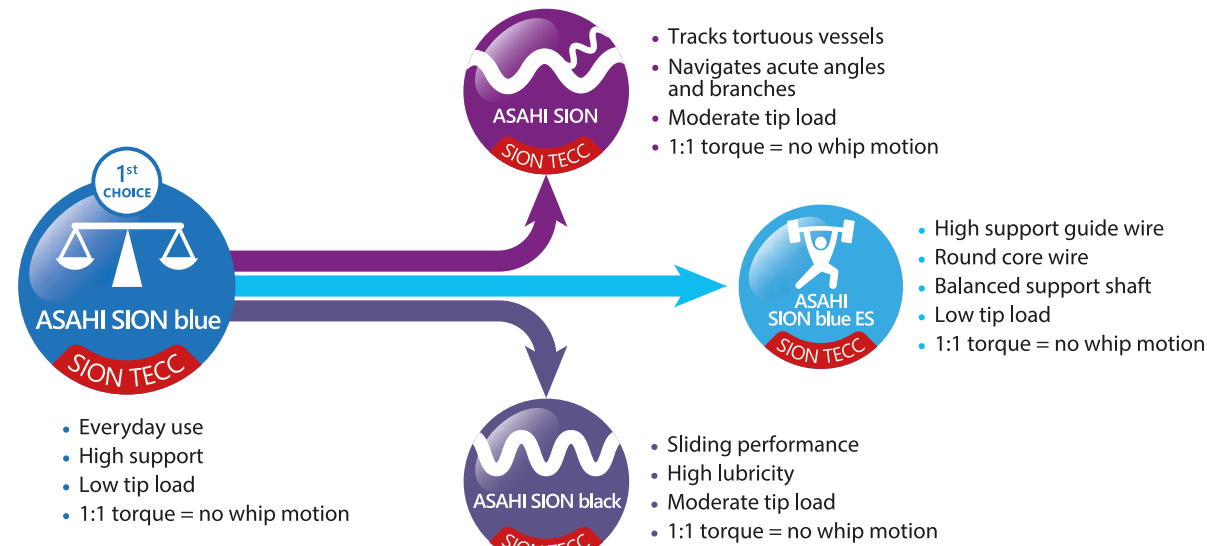 1st
CHOICE
ASAHI SION blue
SION TECC
• Everyday use
• High support
• Low tip load
• 1:1 torque = no whip motion
ASAHI SION
SION TECC
• Tracks tortuous vessels
• Navigates acute angles
and branches
• Moderate tip load
• 1:1 torque = no whip motion
ASAHI
SION blue ES
SION TECC
• High support guide wire
• Round core wire
• Balanced support shaft
• Low tip load
• 1:1 torque = no whip motion
ASAHI SION black
SION TECC
• Sliding performance
• High lubricity
• Moderate tip load
• 1:1 torque = no whip motion